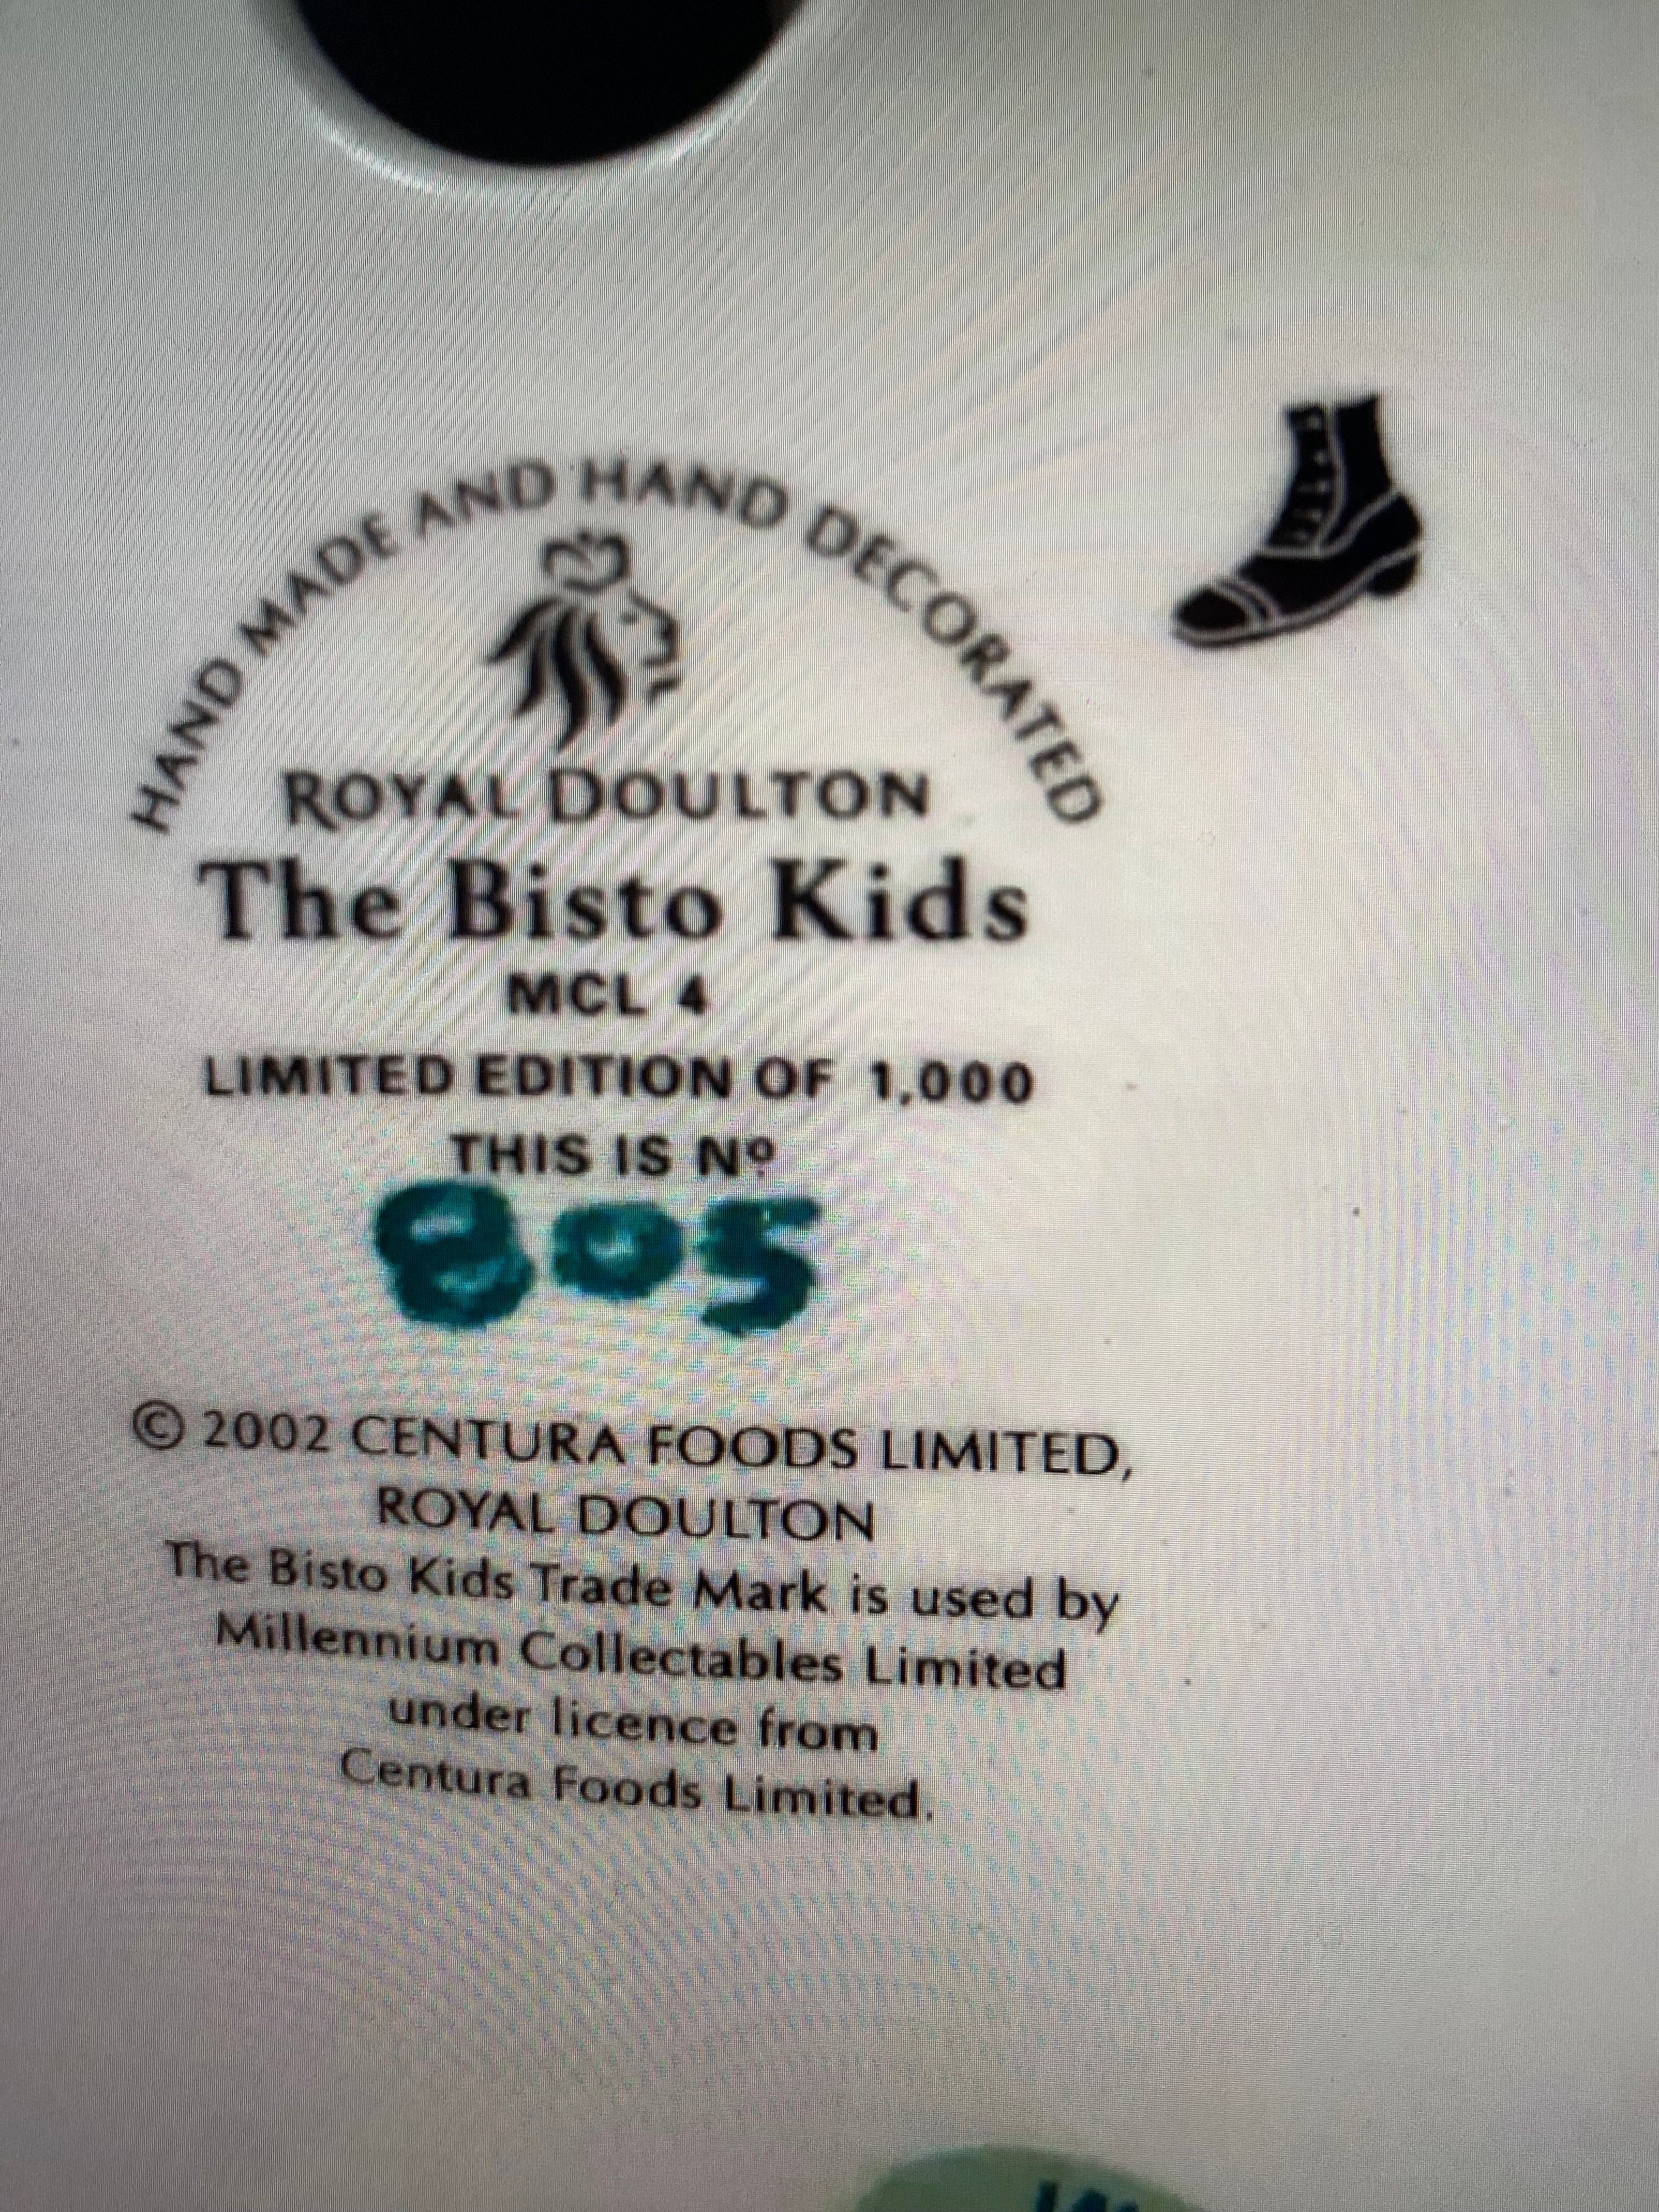 HAND MADE AND HAND DECORATED
ROYAL DOULTON
The Bisto Kids
MCL 4
LIMITED EDITION OF 1,000
THIS IS Nº
805
© 2002 CENTURA FOODS LIMITED,
ROYAL DOULTON
The Bisto Kids Trade Mark is used by
Millennium Collectables Limited
under licence from
Centura Foods Limited.